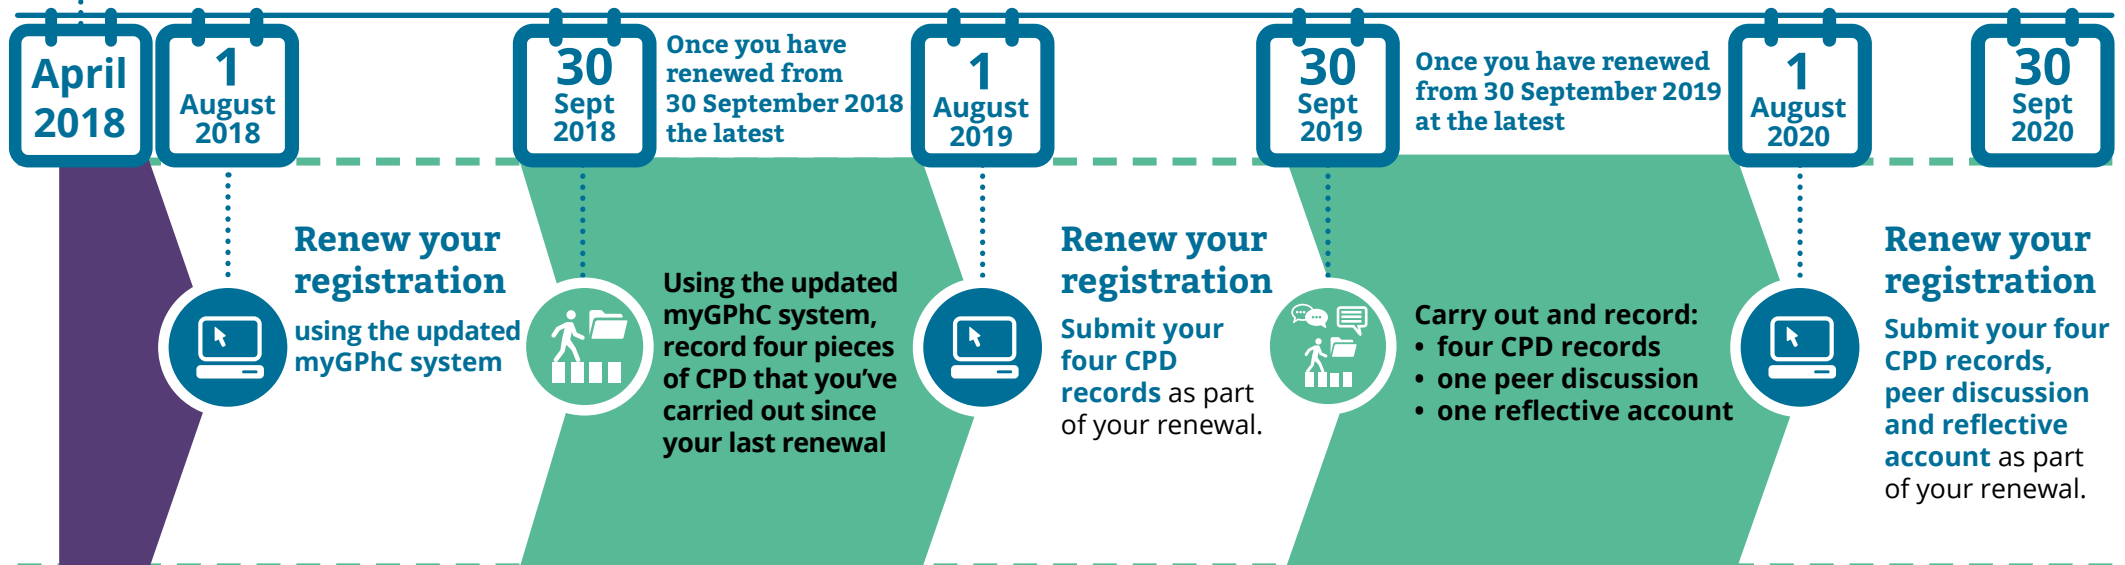 April
2018
1
August
2018
30
Sept
2018
Once you have
renewed from
30 September 2018
the latest
1
August
2019
30
Sept
2019
Once you have renewed
from 30 September 2019
at the latest
1
August
2020
30
Sept
2020
Renew your
registration
using the updated
myGPhC system
Using the updated
myGPhC system,
record four pieces
of CPD that you’ve
carried out since
your last renewal
Renew your
registration
Submit your
four CPD
records as part
of your renewal.
Carry out and record:
• four CPD records
• one peer discussion
• one reflective account
Renew your
registration
Submit your four
CPD records,
peer discussion
and reflective
account as part
of your renewal.